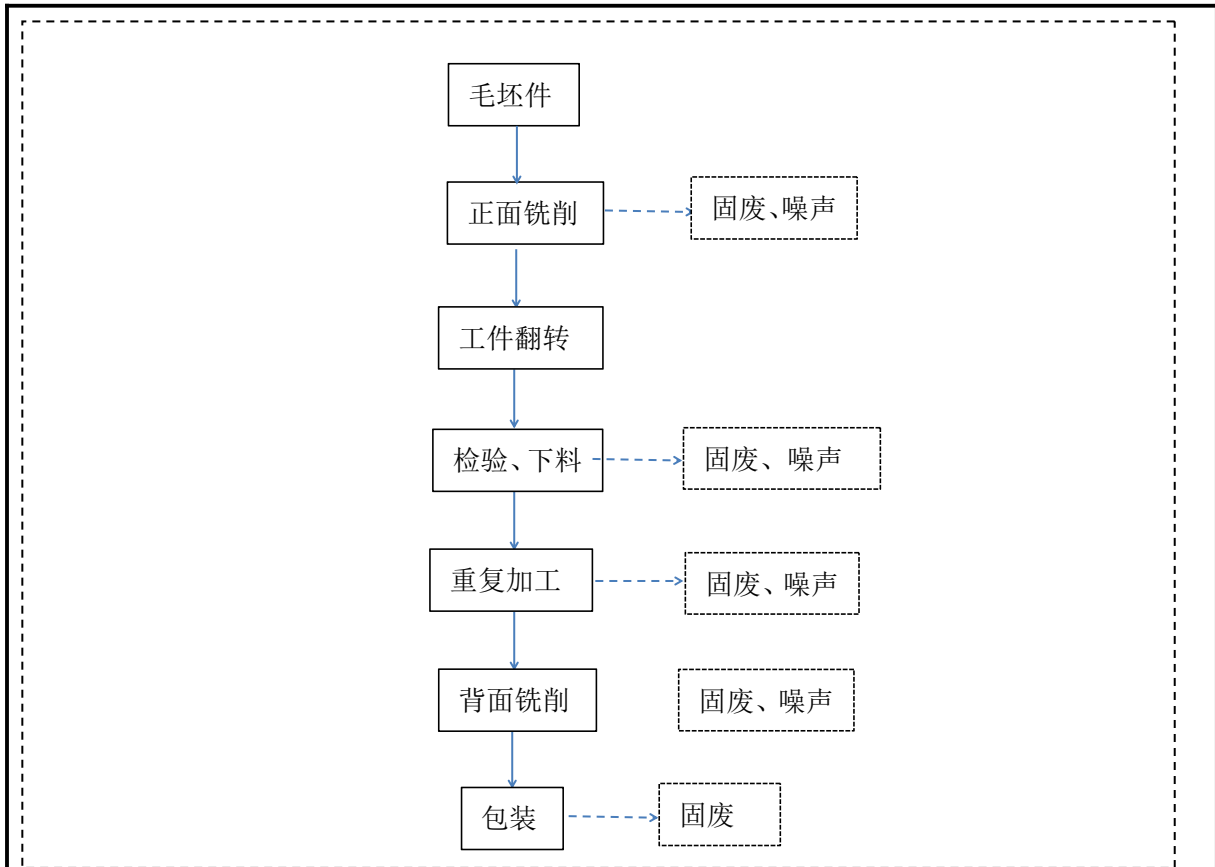 毛坯件
正面铣削
固废、噪声
工件翻转
检验、下料
固废、噪声
重复加工
固废、噪声
背面铣削
固废、噪声
包装
固废